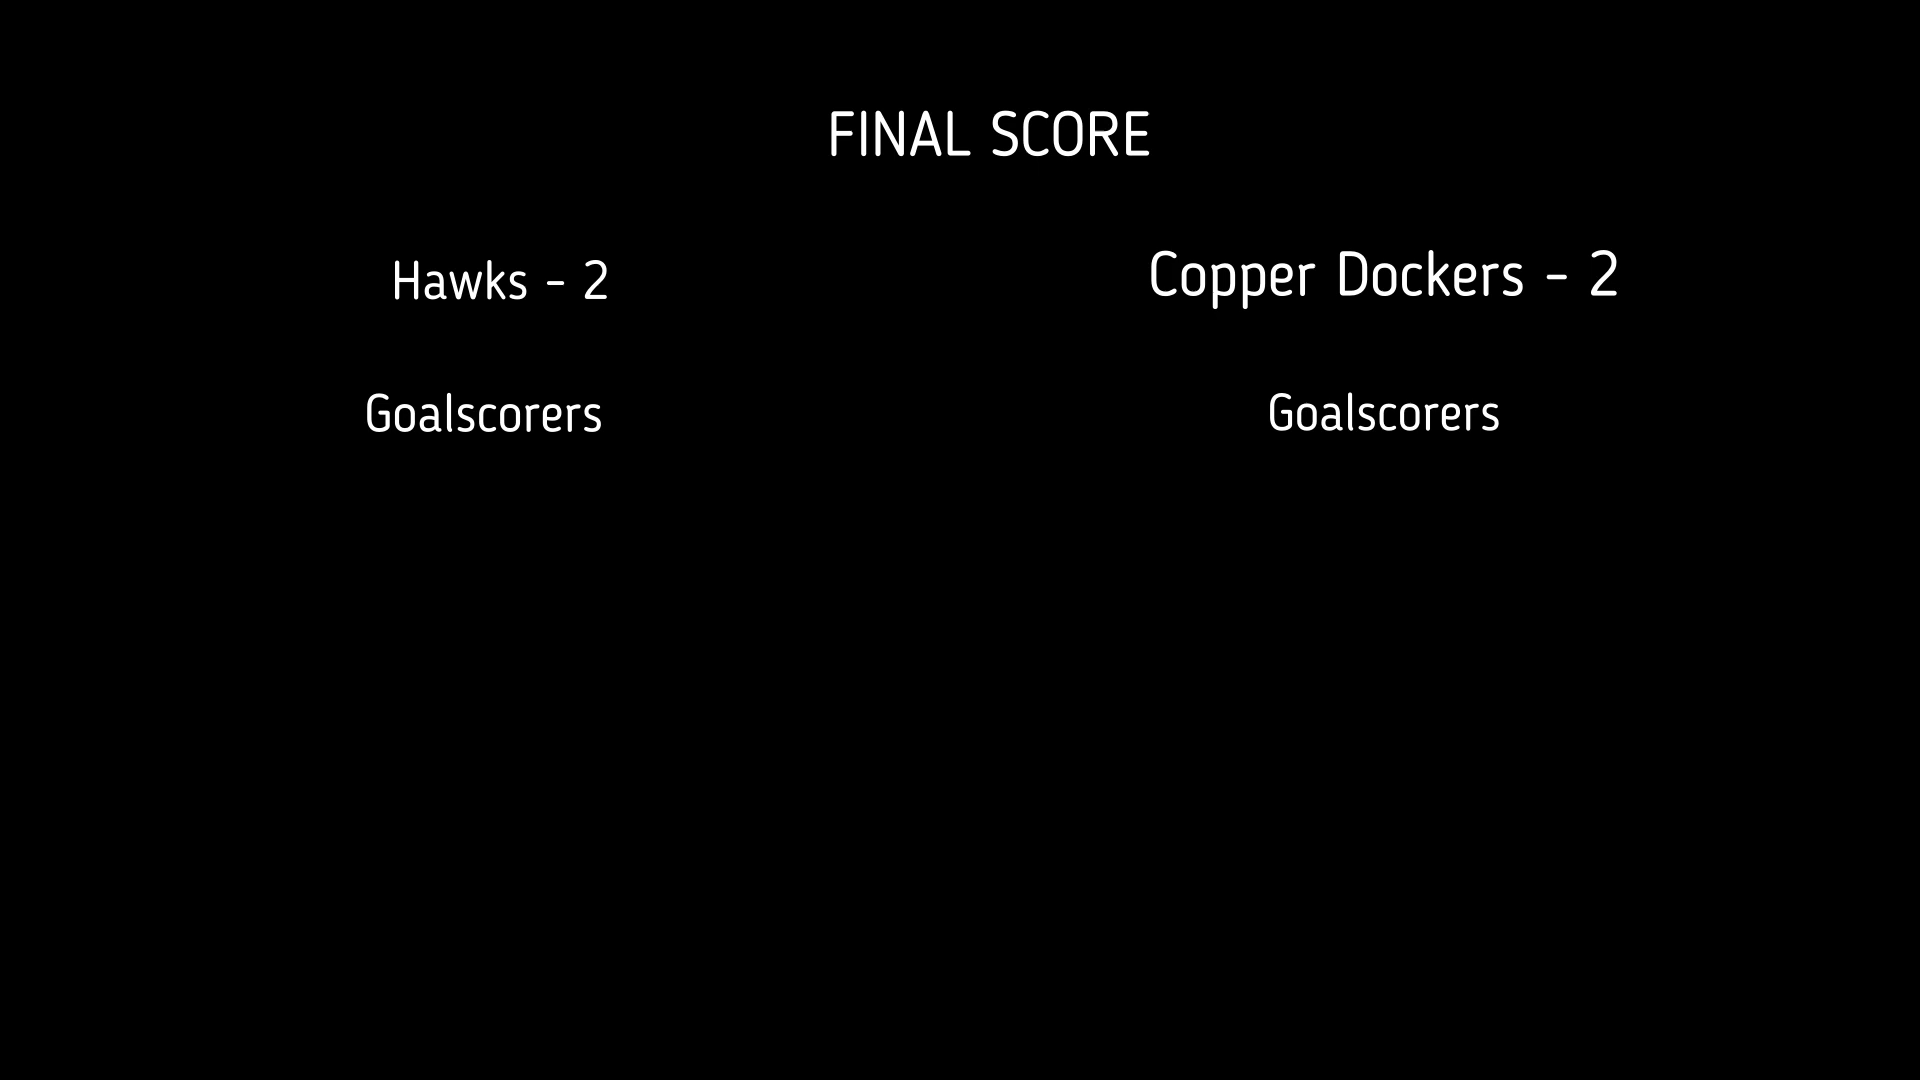 FINAL SCORE
Hawks - 2
Copper Dockers - 2
Goalscorers
Goalscorers